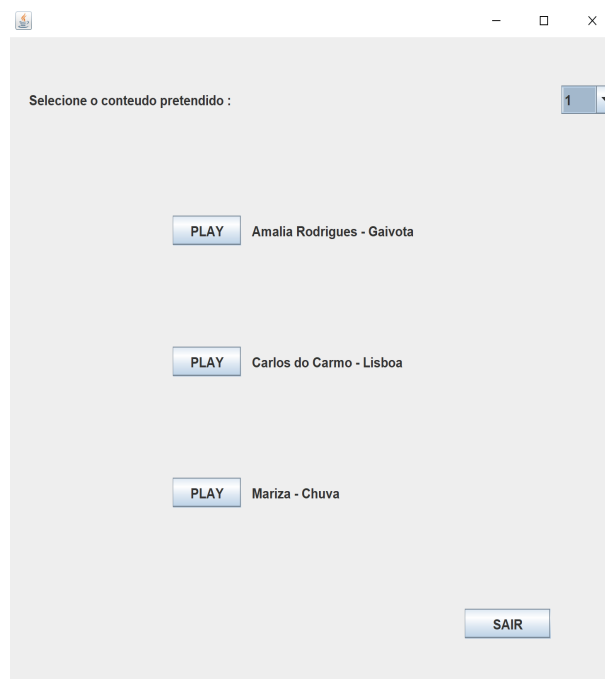 Selecione o conteudo pretendido : 1
PLAY Amalia Rodrigues - Gaivota
PLAY Carlos do Carmo - Lisboa
PLAY Mariza - Chuva
SAIR